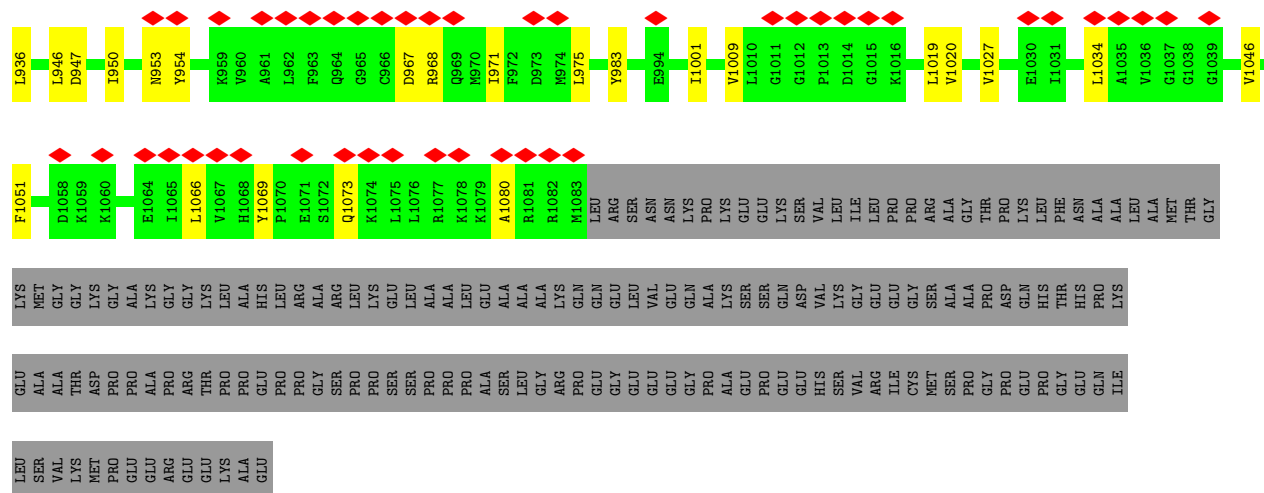 L936 L946 D947 I950 N953 Y954 K959 V960 A961 L962 F963 Q964 G965 C966 D967 R968 Q969 M970 I971 F972 D973 M974 L975 Y983 E994 I1001 V1009 L1010 G1011 G1012 P1013 D1014 G1015 K1016 L1019 V1020 V1027 E1030 I1031 L1034 A1035 V1036 G1037 G1038 G1039 V1046
F1051 D1058 K1059 K1060 E1064 I1065 L1066 V1067 H1068 Y1069 P1070 E1071 S1072 Q1073 K1074 L1075 L1076 R1077 K1078 K1079 A1080 R1081 R1082 M1083 LEU ARG SER ASN ASN LYS PRO LYS GLU GLU LYS SER VAL LEU ILE LEU PRO PRO ARG ALA GLY THR PRO LYS LEU PHE ASN ALA ALA LEU ALA MET THR GLY
LYS MET GLY GLY LYS GLY ALA LYS GLY GLY LYS LEU ALA HIS LEU ARG ALA ARG LEU LYS GLU LEU ALA ALA LEU GLU ALA ALA ALA LYS GLN GLN GLU LEU VAL GLU GLN ALA LYS SER SER GLN ASP VAL LYS GLY GLU GLU GLY SER ALA ALA PRO ASP GLN HIS THR HIS PRO LYS
GLU ALA ALA THR ASP PRO PRO ALA PRO ARG THR PRO PRO GLU PRO PRO GLY SER PRO PRO SER SER PRO PRO PRO ALA SER LEU GLY ARG PRO GLU GLY GLU GLU GLU GLY PRO ALA GLU PRO GLU GLU HIS SER VAL ARG ILE CYS MET SER PRO GLY PRO GLU PRO GLY GLU GLN ILE
LEU SER VAL LYS MET PRO GLU GLU ARG GLU GLU LYS ALA GLU